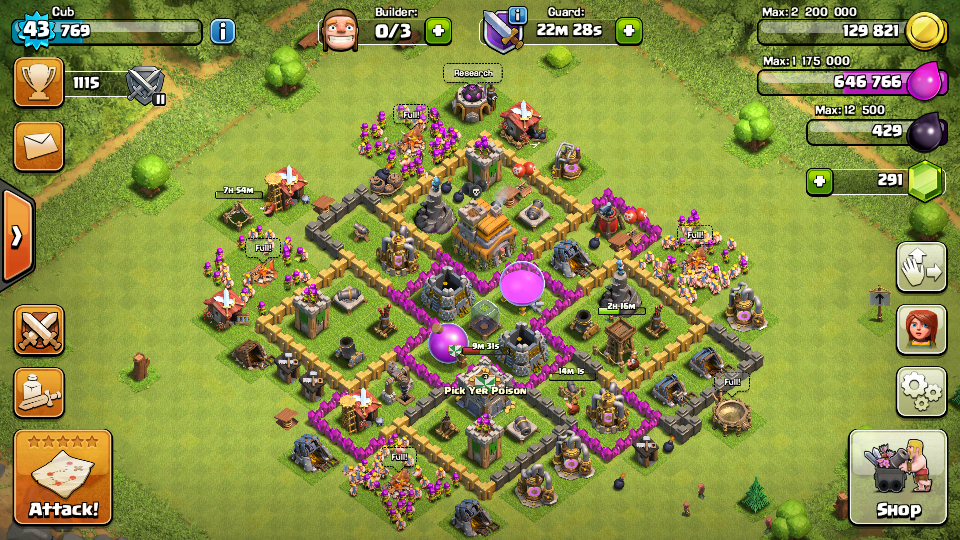 Cub
43 769
Builder:
0/3
Guard:
22M 28s
Max: 2 200 000
129 821
Max: 1 175 000
646 766
Max: 12 500
429
291
1115
II
Research
Full!
7H 54M
Full!
Full!
2H 16M
9M 31s
14M 1s
Pick Yer Poison
Full!
Full!
Attack!
Shop